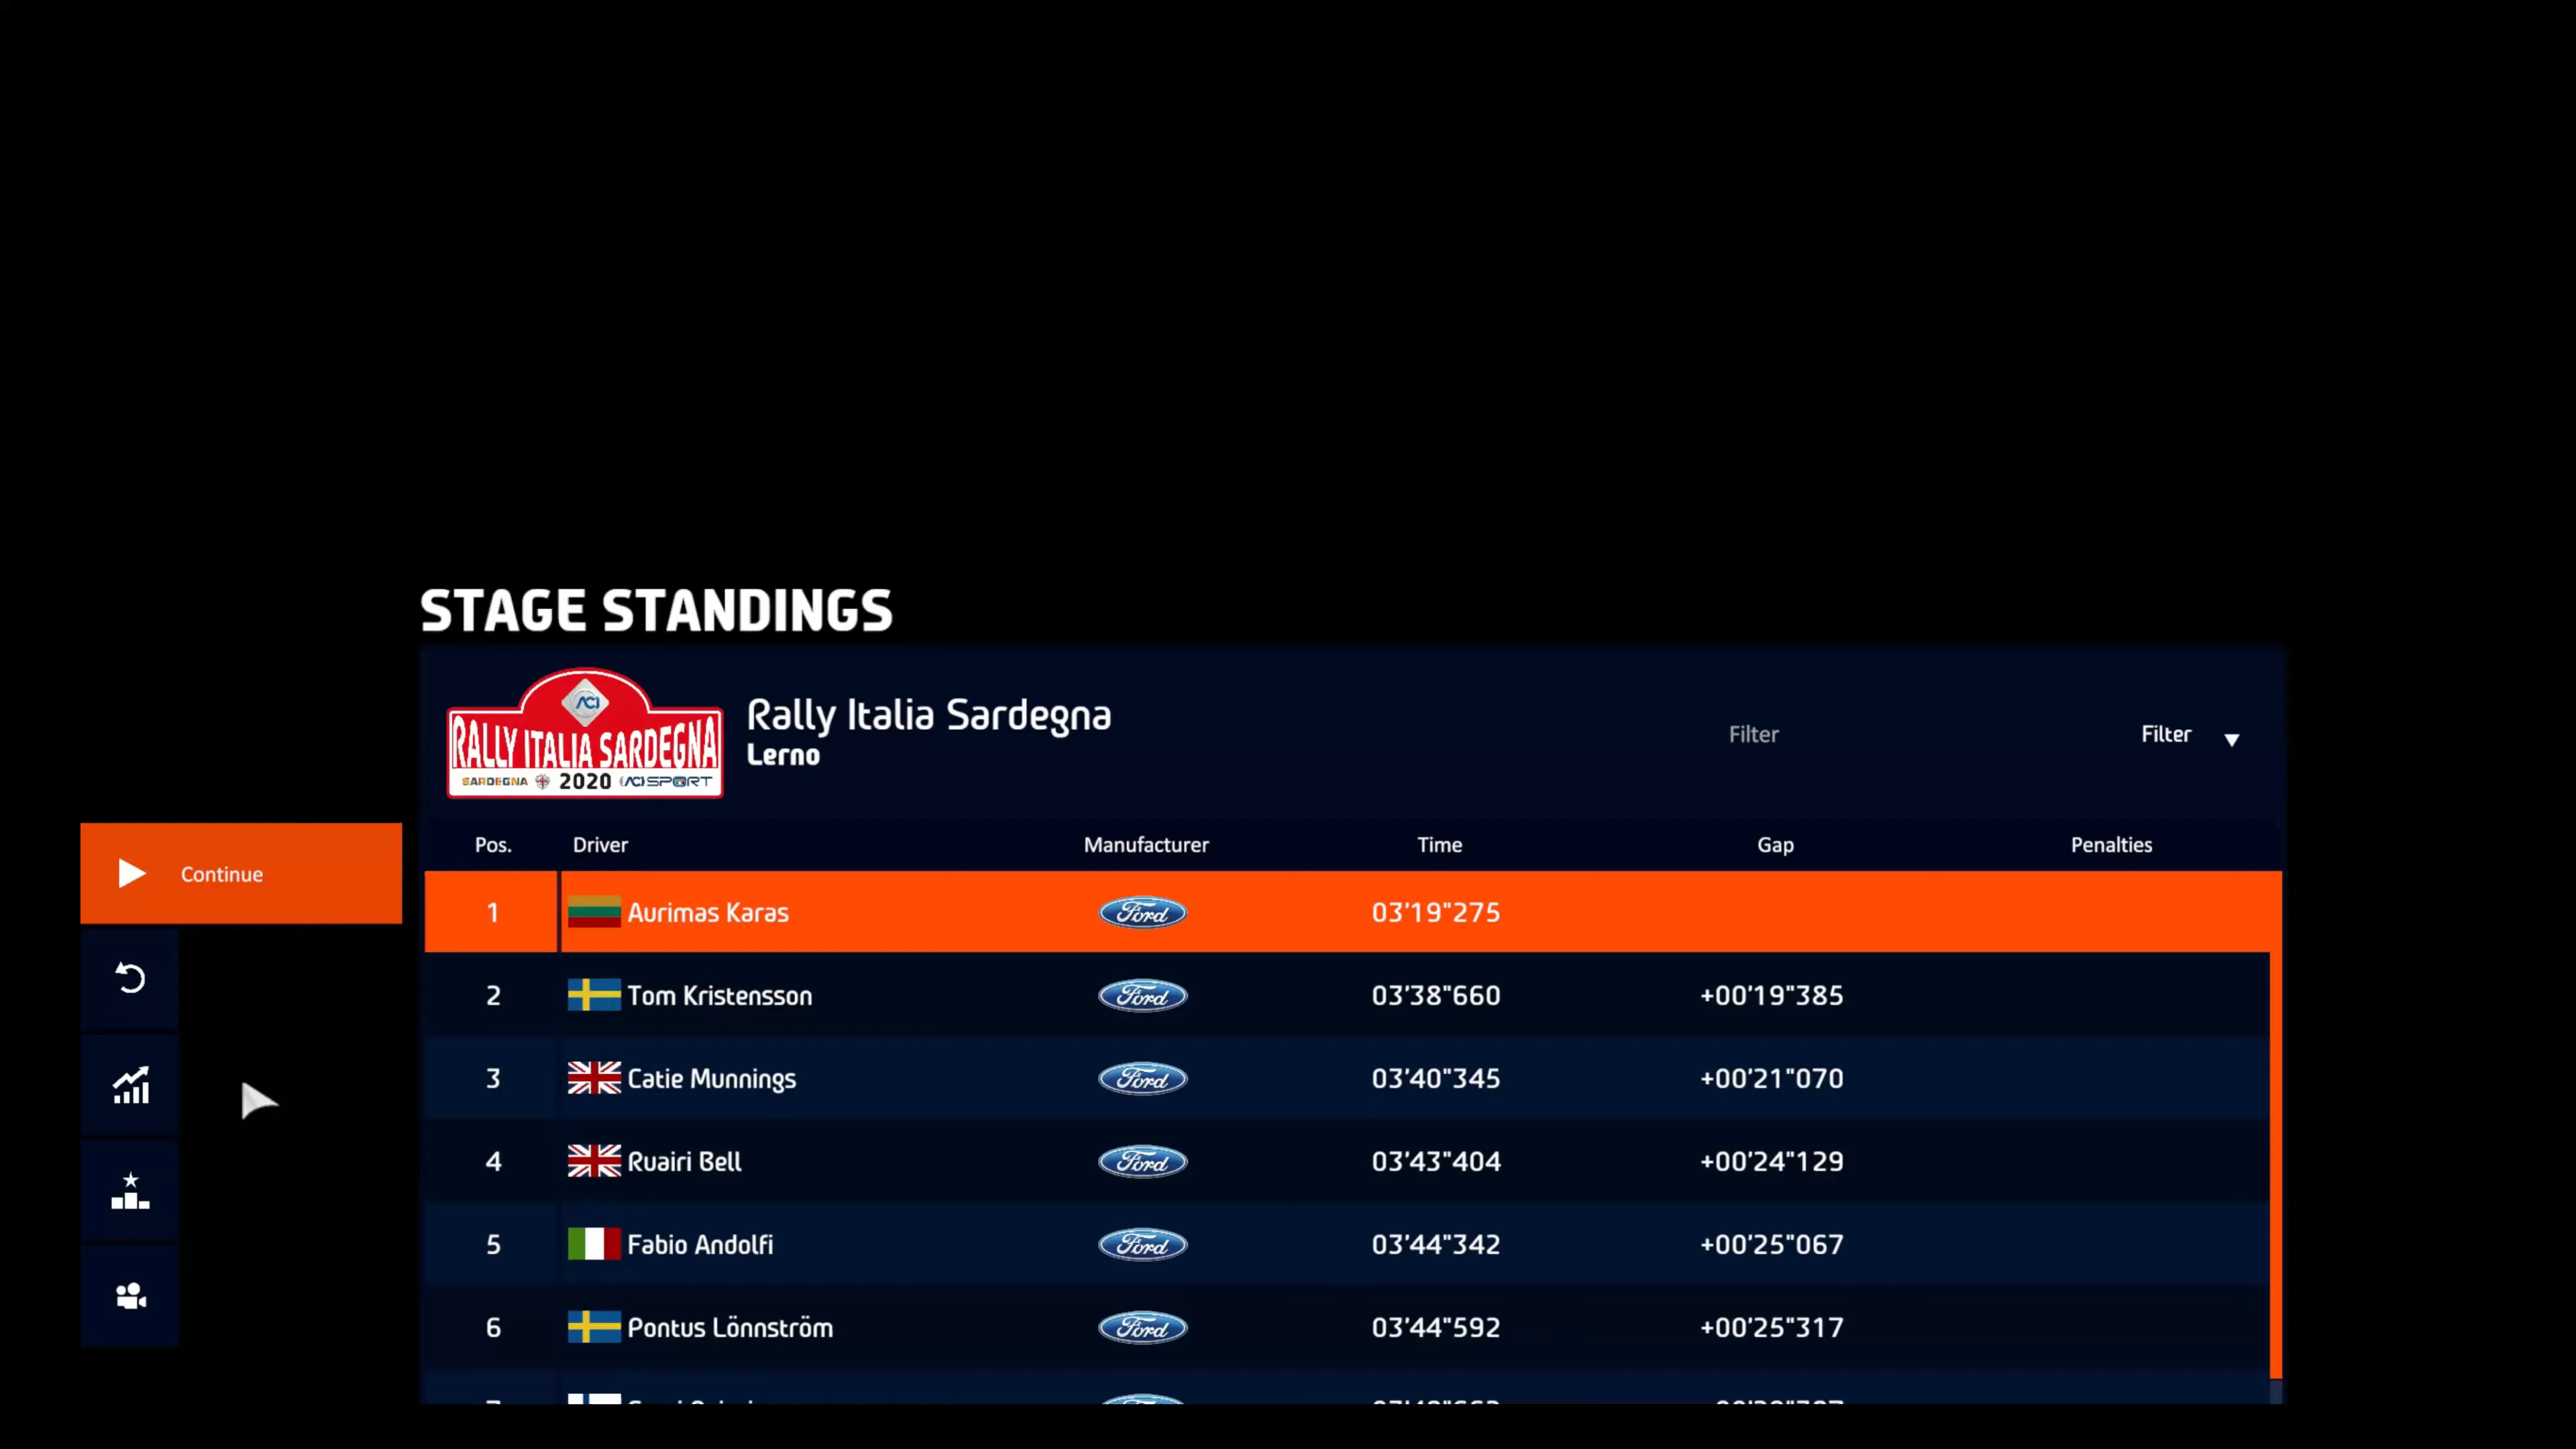 STAGE STANDINGS
ACI
RALLY ITALIA SARDEGNA
SARDEGNA 2020 ACI SPORT
Rally Italia Sardegna
Lerno
Filter
Filter
Pos. Driver Manufacturer Time Gap Penalties
Continue
1 Aurimas Karas Ford 03'19"275
2 Tom Kristensson Ford 03'38"660 +00'19"385
3 Catie Munnings Ford 03'40"345 +00'21"070
4 Ruairi Bell Ford 03'43"404 +00'24"129
5 Fabio Andolfi Ford 03'44"342 +00'25"067
6 Pontus Lönnström Ford 03'44"592 +00'25"317